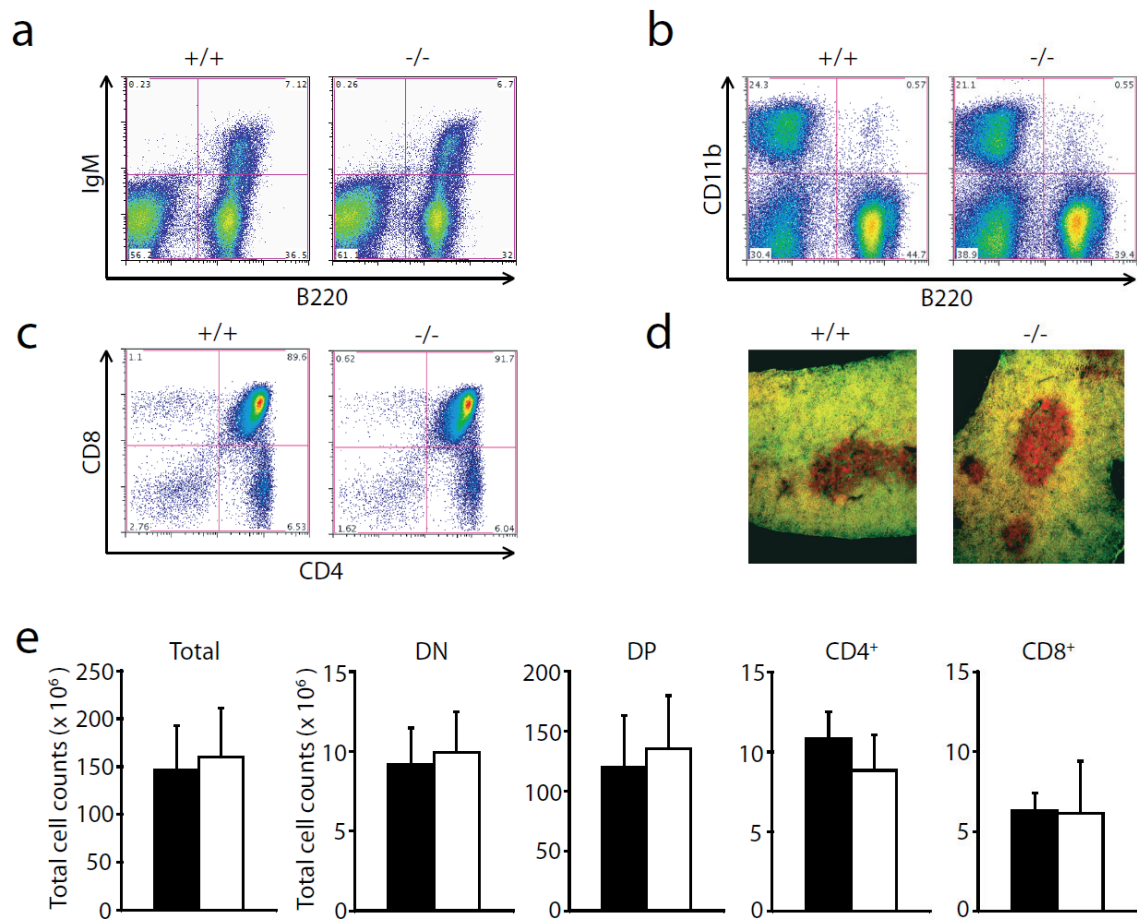 a
+/+
-/-
0.23 7.12
0.26 6.7
IgM
56.2 36.5
61.1 32
B220
b
+/+
-/-
24.3 0.57
21.1 0.55
CD11b
30.4 44.7
38.9 39.4
B220
c
+/+
-/-
1.1 89.6
0.62 91.7
CD8
2.76 6.53
1.62 6.04
CD4
d
+/+
-/-
e
Total
Total cell counts (x 10⁶)
250
200
150
100
50
0
DN
Total cell counts (x 10⁶)
15
10
5
0
DP
200
150
100
50
0
CD4⁺
15
10
5
0
CD8⁺
15
10
5
0